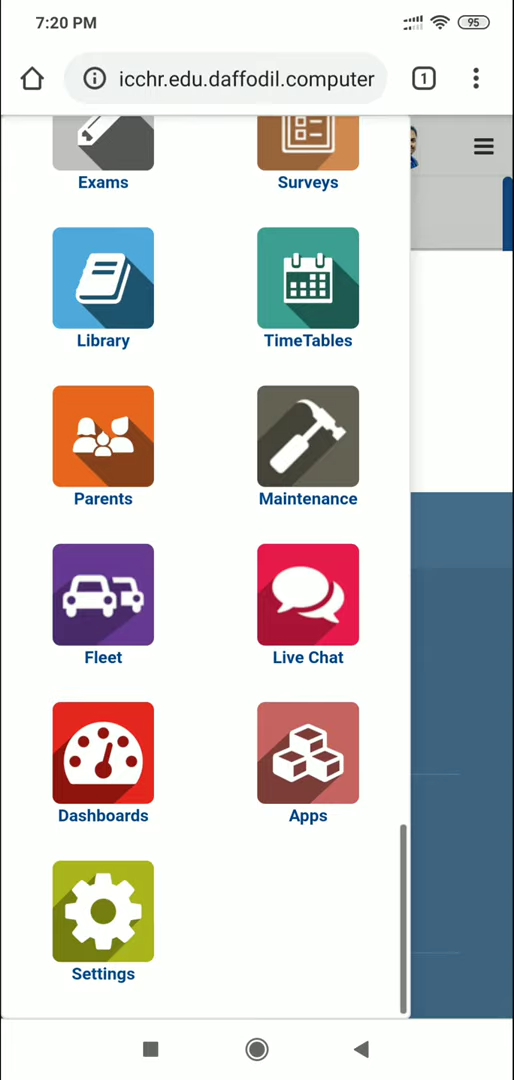 7:20 PM
95
icchr.edu.daffodil.computer
1
Exams
Surveys
Library
TimeTables
Parents
Maintenance
Fleet
Live Chat
Dashboards
Apps
Settings